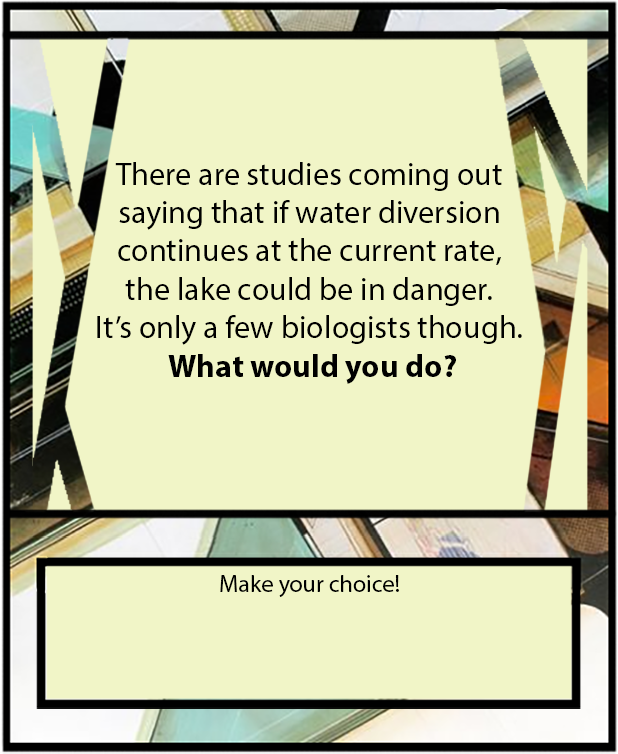 There are studies coming out
saying that if water diversion
continues at the current rate,
the lake could be in danger.
It’s only a few biologists though.
What would you do?
Make your choice!